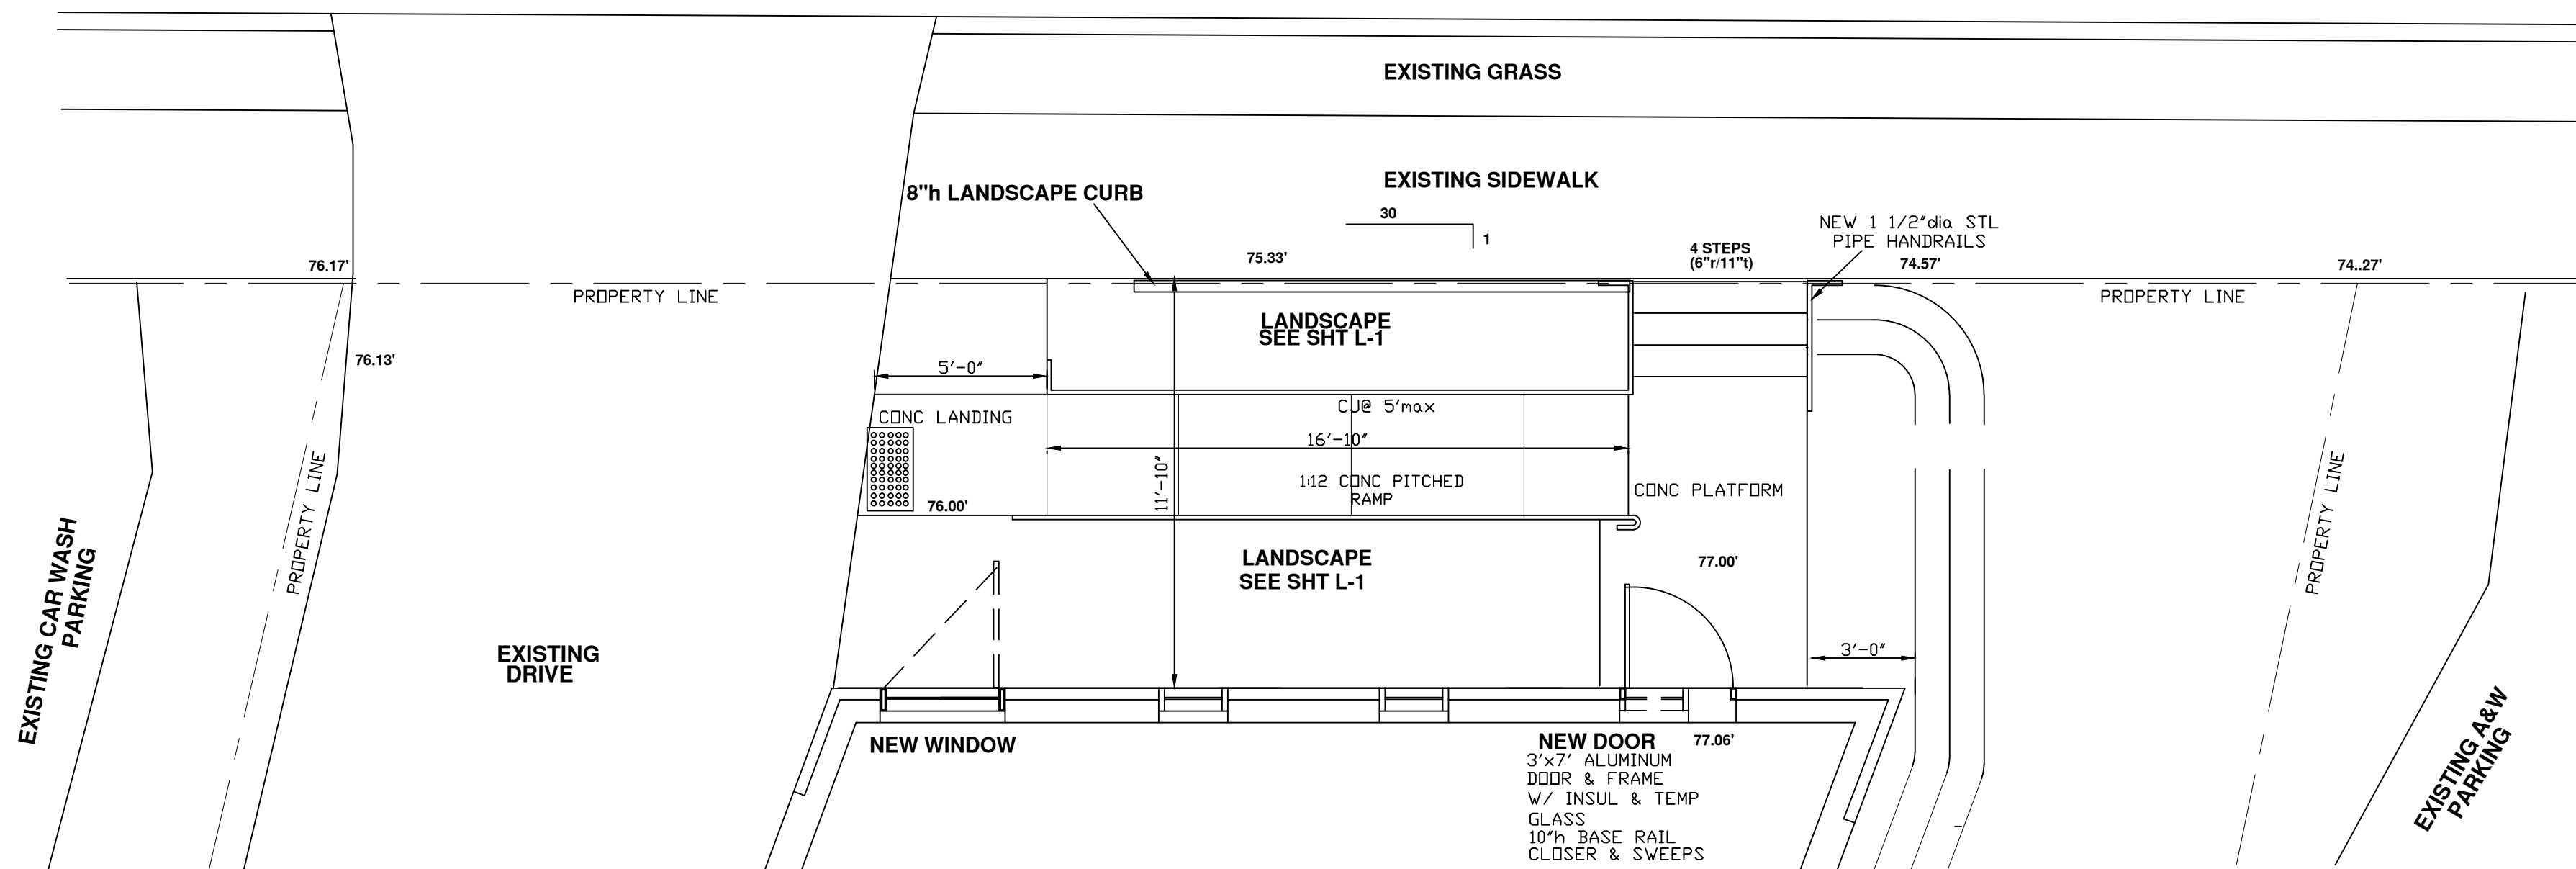 EXISTING GRASS
EXISTING SIDEWALK
8"h LANDSCAPE CURB
30
1
NEW 1 1/2"dia STL
PIPE HANDRAILS
4 STEPS
(6"r/11"t)
75.33'
76.17'
74.57'
74..27'
PROPERTY LINE
PROPERTY LINE
LANDSCAPE
SEE SHT L-1
76.13'
5'-0"
CONC LANDING
CJ@ 5'max
16'-10"
11'-10"
1:12 CONC PITCHED
RAMP
CONC PLATFORM
76.00'
PROPERTY LINE
PROPERTY LINE
LANDSCAPE
SEE SHT L-1
77.00'
EXISTING CAR WASH
PARKING
EXISTING
DRIVE
3'-0"
NEW WINDOW
NEW DOOR
77.06'
3'x7' ALUMINUM
DOOR & FRAME
W/ INSUL & TEMP
GLASS
10"h BASE RAIL
CLOSER & SWEEPS
EXISTING A&W
PARKING